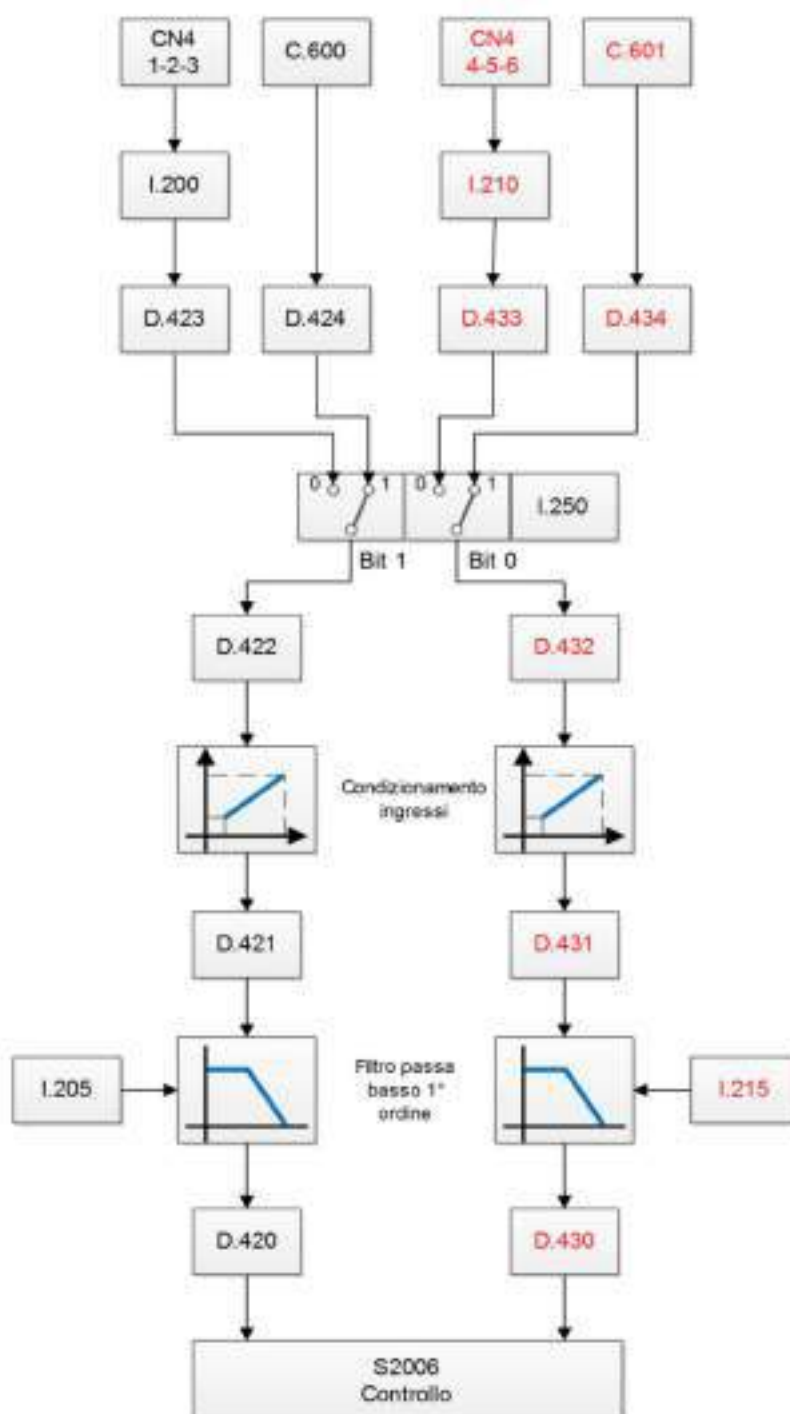 CN4
1-2-3
C.600
CN4
4-5-6
C.601
I.200
I.210
D.423
D.424
D.433
D.434
0
1
0
1
I.250
Bit 1
Bit 0
D.422
D.432
Condizionamento
ingressi
D.421
D.431
I.205
Filtro passa
basso 1°
ordine
I.215
D.420
D.430
S2006
Controllo